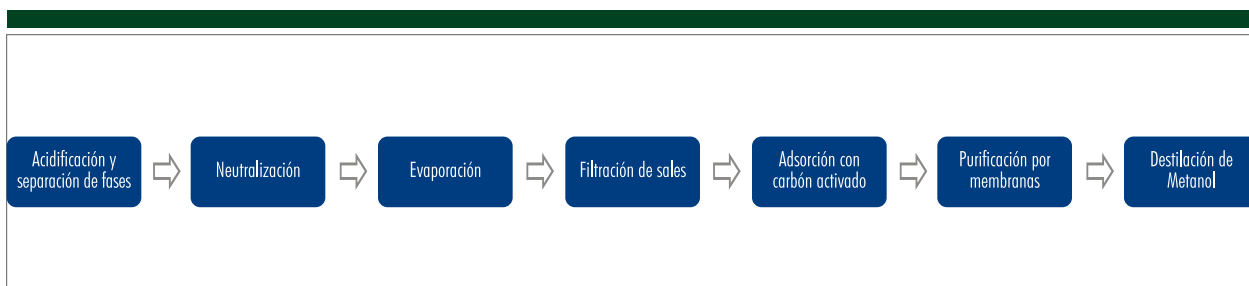 Acidificación y
separación de fases
Neutralización
Evaporación
Filtración de sales
Adsorción con
carbón activado
Purificación por
membranas
Destilación de
Metanol